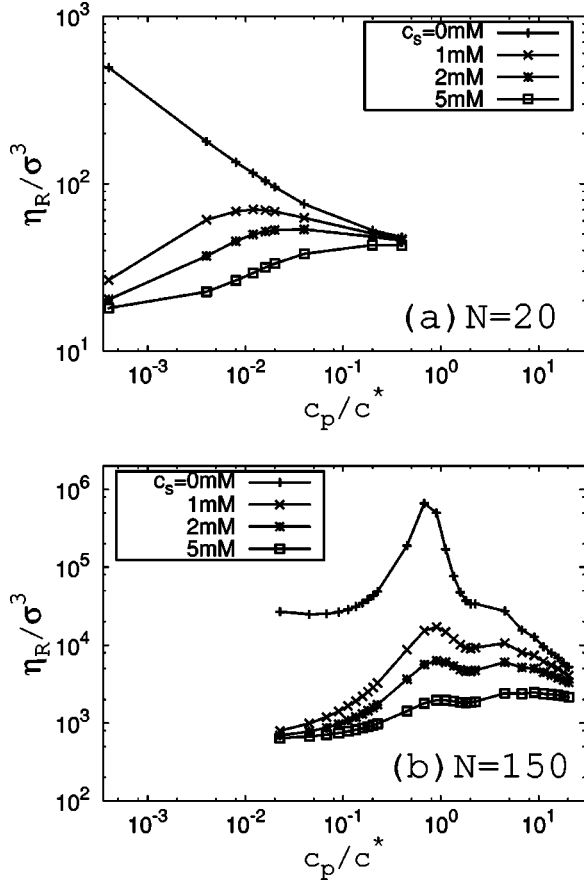 (a)
10³
c_s=0mM
1mM
2mM
5mM
η_R/σ³
10²
(a) N=20
10¹
10⁻³ 10⁻² 10⁻¹ 10⁰ 10¹
c_p/c*
(b)
10⁶
c_s=0mM
1mM
2mM
5mM
10⁵
η_R/σ³
10⁴
10³
(b) N=150
10²
10⁻³ 10⁻² 10⁻¹ 10⁰ 10¹
c_p/c*